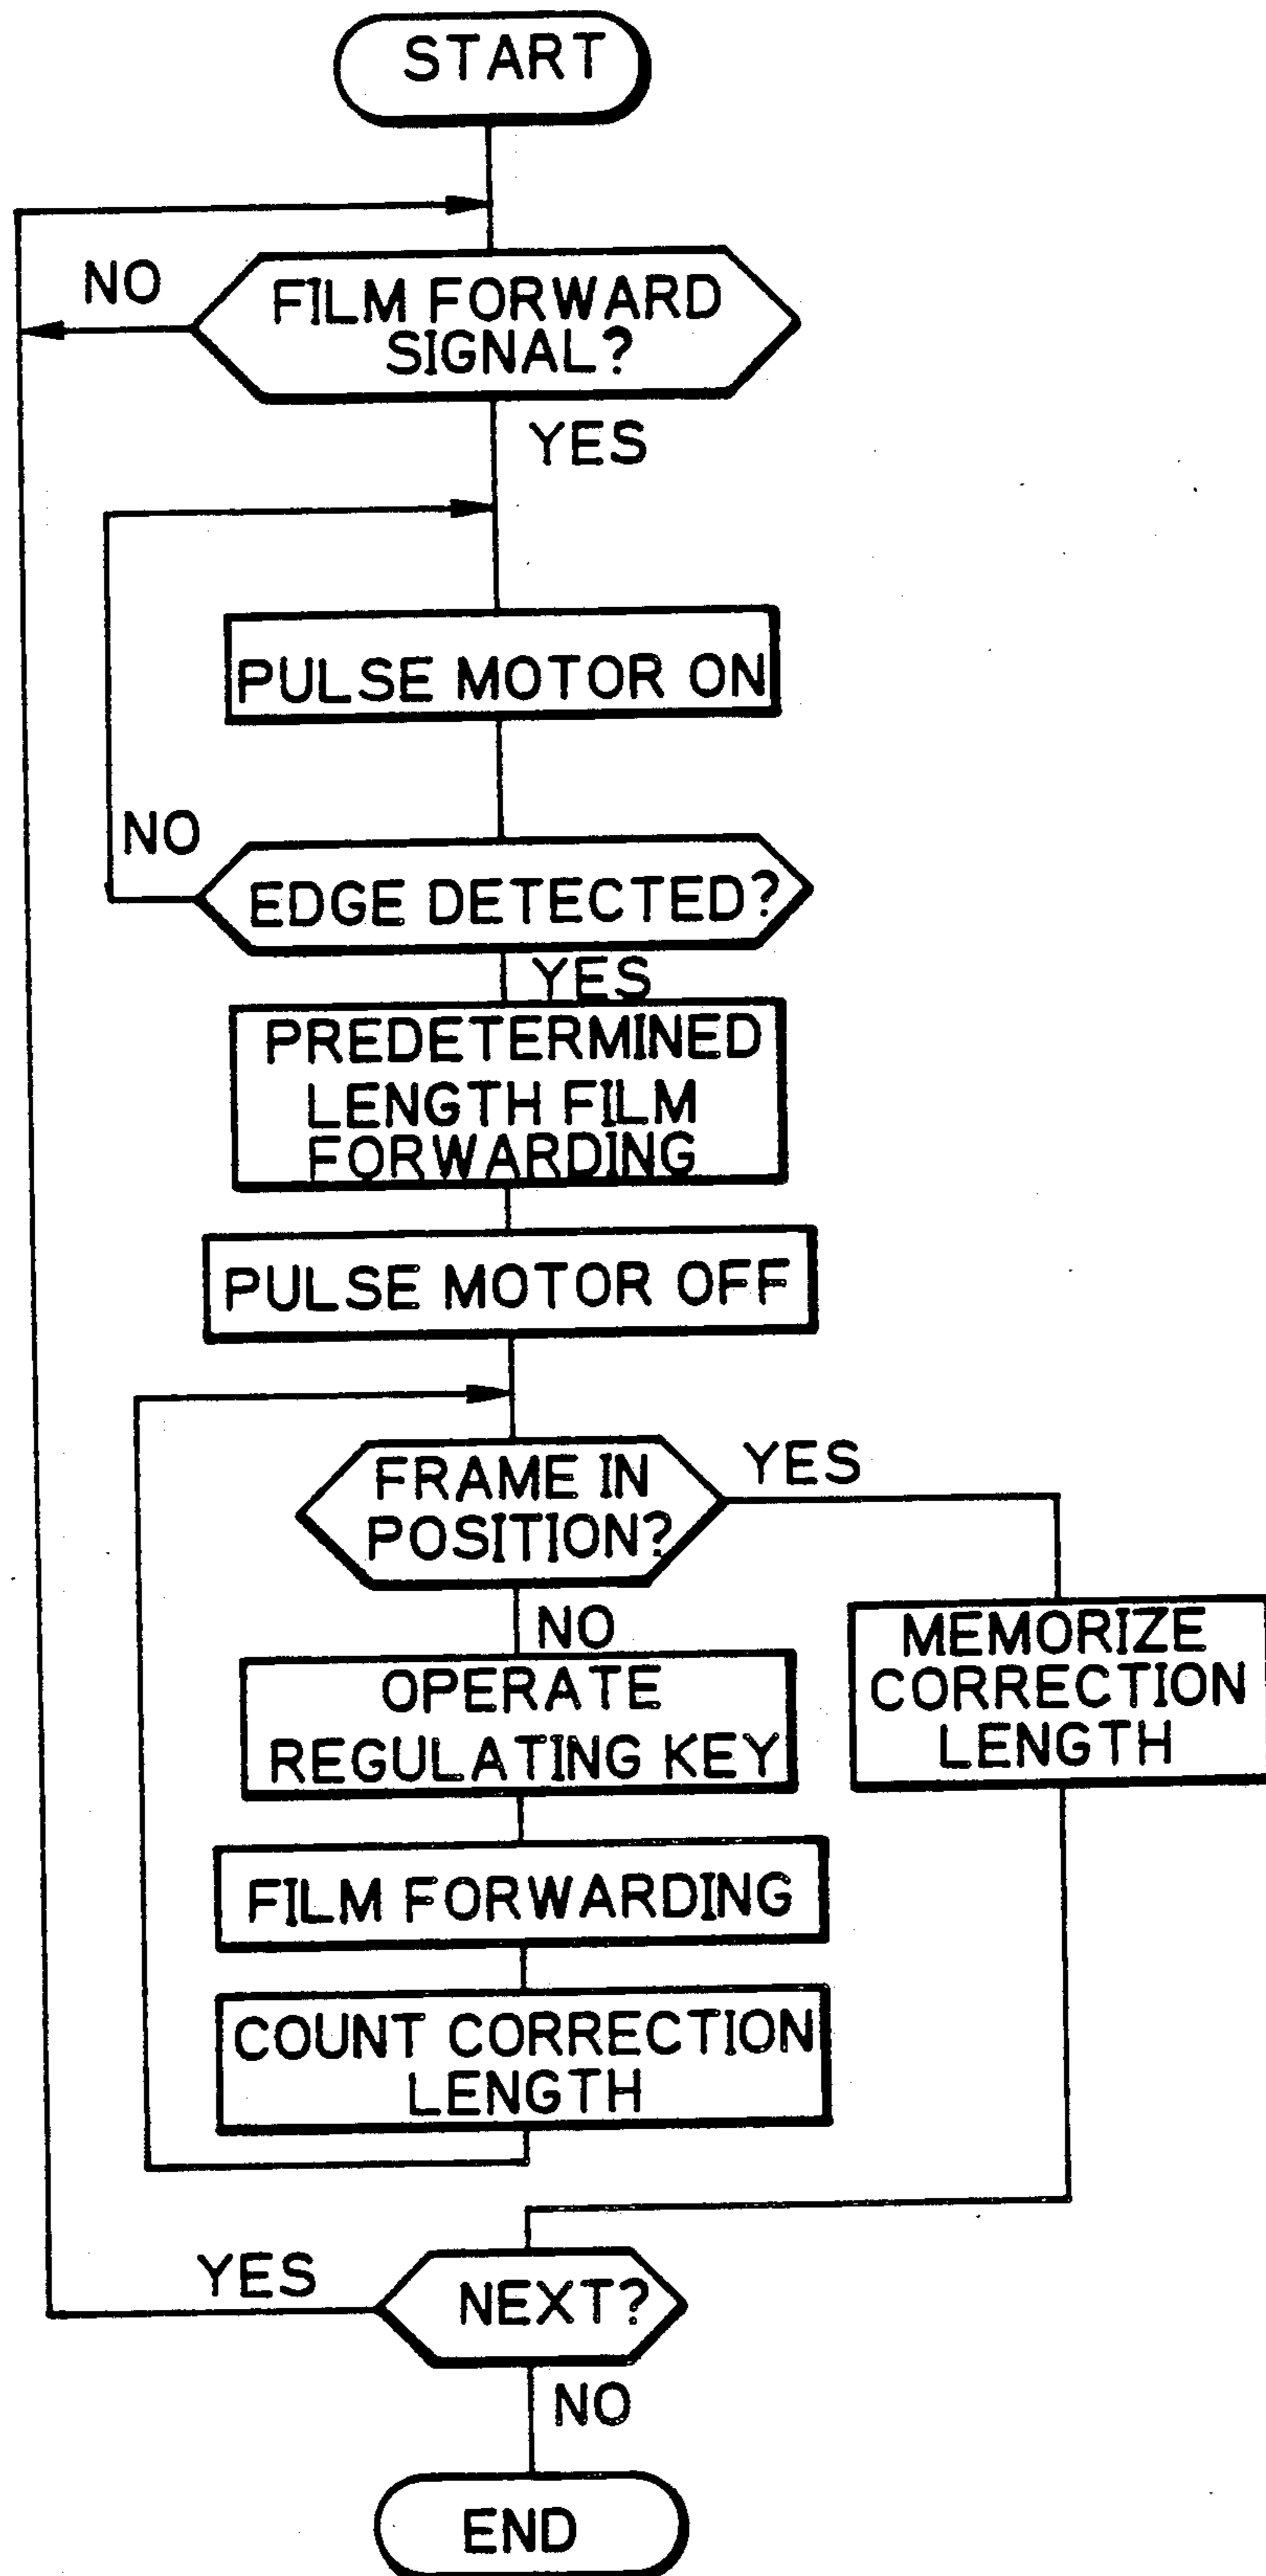 START
NO
FILM FORWARD
SIGNAL?
YES
PULSE MOTOR ON
NO
EDGE DETECTED?
YES
PREDETERMINED
LENGTH FILM
FORWARDING
PULSE MOTOR OFF
FRAME IN
POSITION?
YES
NO
MEMORIZE
CORRECTION
LENGTH
OPERATE
REGULATING KEY
FILM FORWARDING
COUNT CORRECTION
LENGTH
YES
NEXT?
NO
END